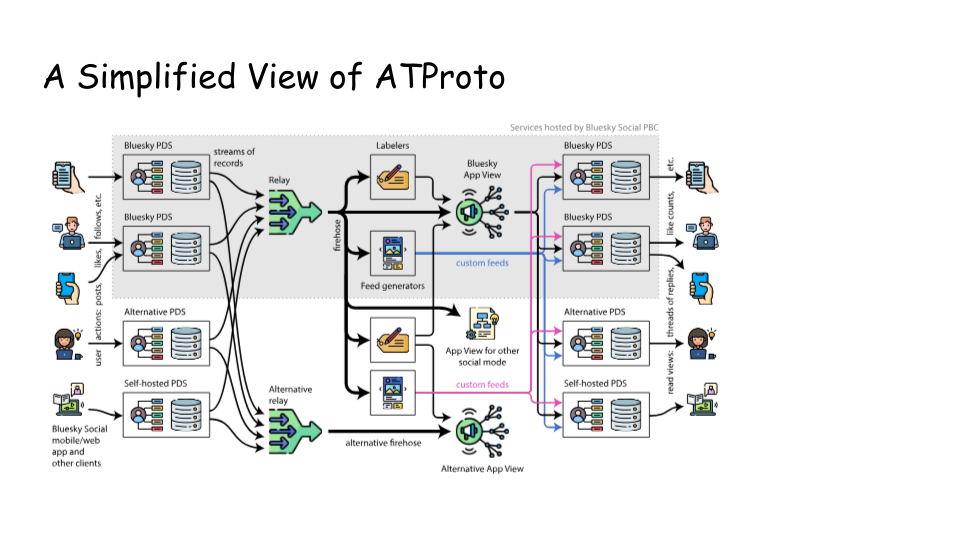 A Simplified View of ATProto
Services hosted by Bluesky Social PBC
Bluesky PDS
streams of
records
Relay
Labelers
Bluesky
App View
Bluesky PDS
etc.
Bluesky PDS
user actions: posts, likes, follows, etc.
firehose
Feed generators
custom feeds
Bluesky PDS
read views: threads of replies, like counts,
Alternative PDS
App View for other
social mode
Alternative PDS
Self-hosted PDS
Alternative
relay
custom feeds
Self-hosted PDS
Bluesky Social
mobile/web
app and
other clients
alternative firehose
Alternative App View